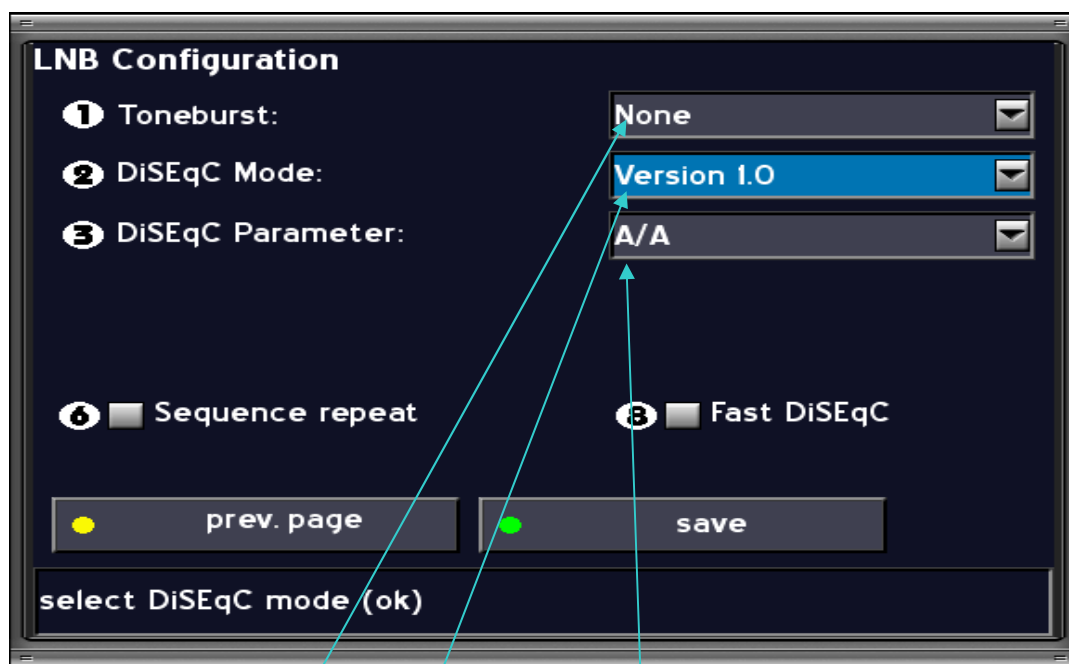 LNB Configuration
1 Toneburst: None
2 DiSEqC Mode: Version 1.0
3 DiSEqC Parameter: A/A
6 Sequence repeat 8 Fast DiSEqC
prev. page save
select DiSEqC mode (ok)